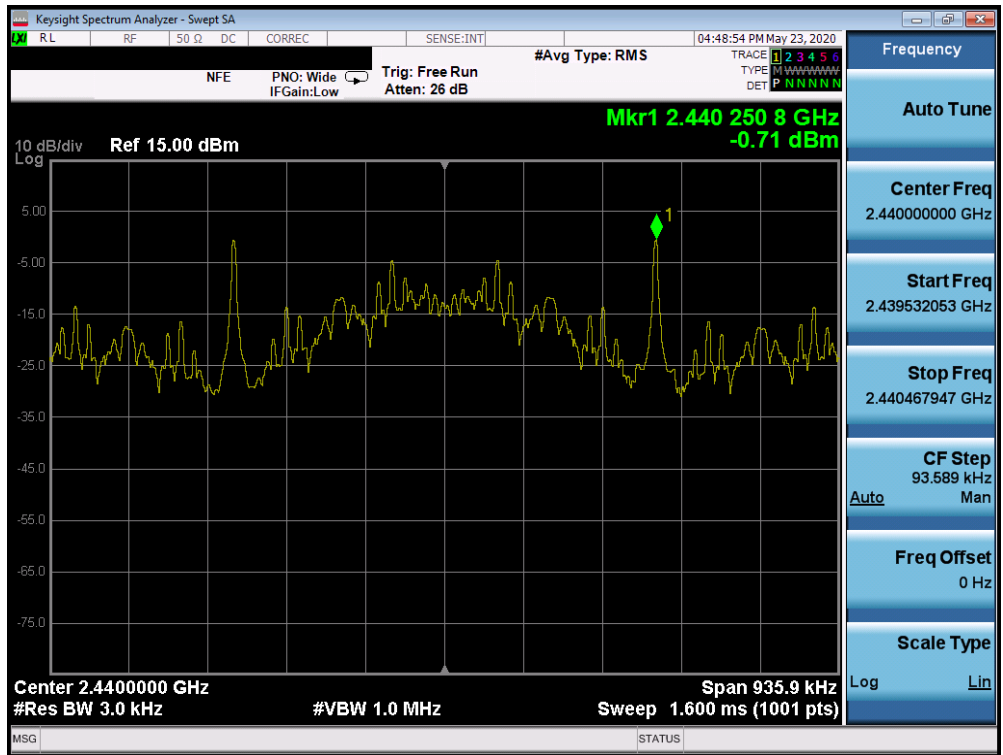 Keysight Spectrum Analyzer - Swept SA
LXI RL RF 50 Ω DC CORREC SENSE:INT 04:48:54 PM May 23, 2020
#Avg Type: RMS
TRACE 1 2 3 4 5 6
TYPE M W W W W W
DET P N N N N N
NFE PNO: Wide Trig: Free Run
IFGain:Low Atten: 26 dB
Mkr1 2.440 250 8 GHz
-0.71 dBm
10 dB/div Ref 15.00 dBm
Log
1
5.00
-5.00
-15.0
-25.0
-35.0
-45.0
-55.0
-65.0
-75.0
Center 2.4400000 GHz Span 935.9 kHz
#Res BW 3.0 kHz #VBW 1.0 MHz Sweep 1.600 ms (1001 pts)
MSG STATUS
Frequency
Auto Tune
Center Freq
2.440000000 GHz
Start Freq
2.439532053 GHz
Stop Freq
2.440467947 GHz
CF Step
93.589 kHz
Auto Man
Freq Offset
0 Hz
Scale Type
Log Lin